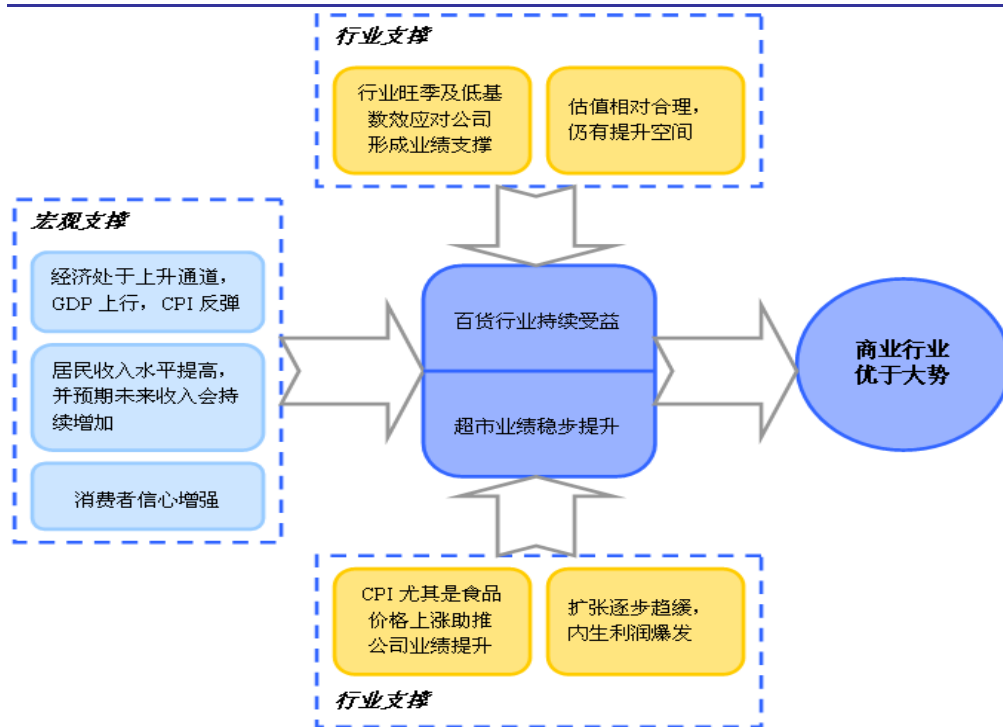 行业支撑
行业旺季及低基
数效应对公司
形成业绩支撑
估值相对合理，
仍有提升空间
宏观支撑
经济处于上升通道，
GDP 上行，CPI 反弹
居民收入水平提高，
并预期未来收入会持
续增加
消费者信心增强
百货行业持续受益
超市业绩稳步提升
商业行业
优于大势
CPI 尤其是食品
价格上涨助推
公司业绩提升
扩张逐步趋缓，
内生利润爆发
行业支撑